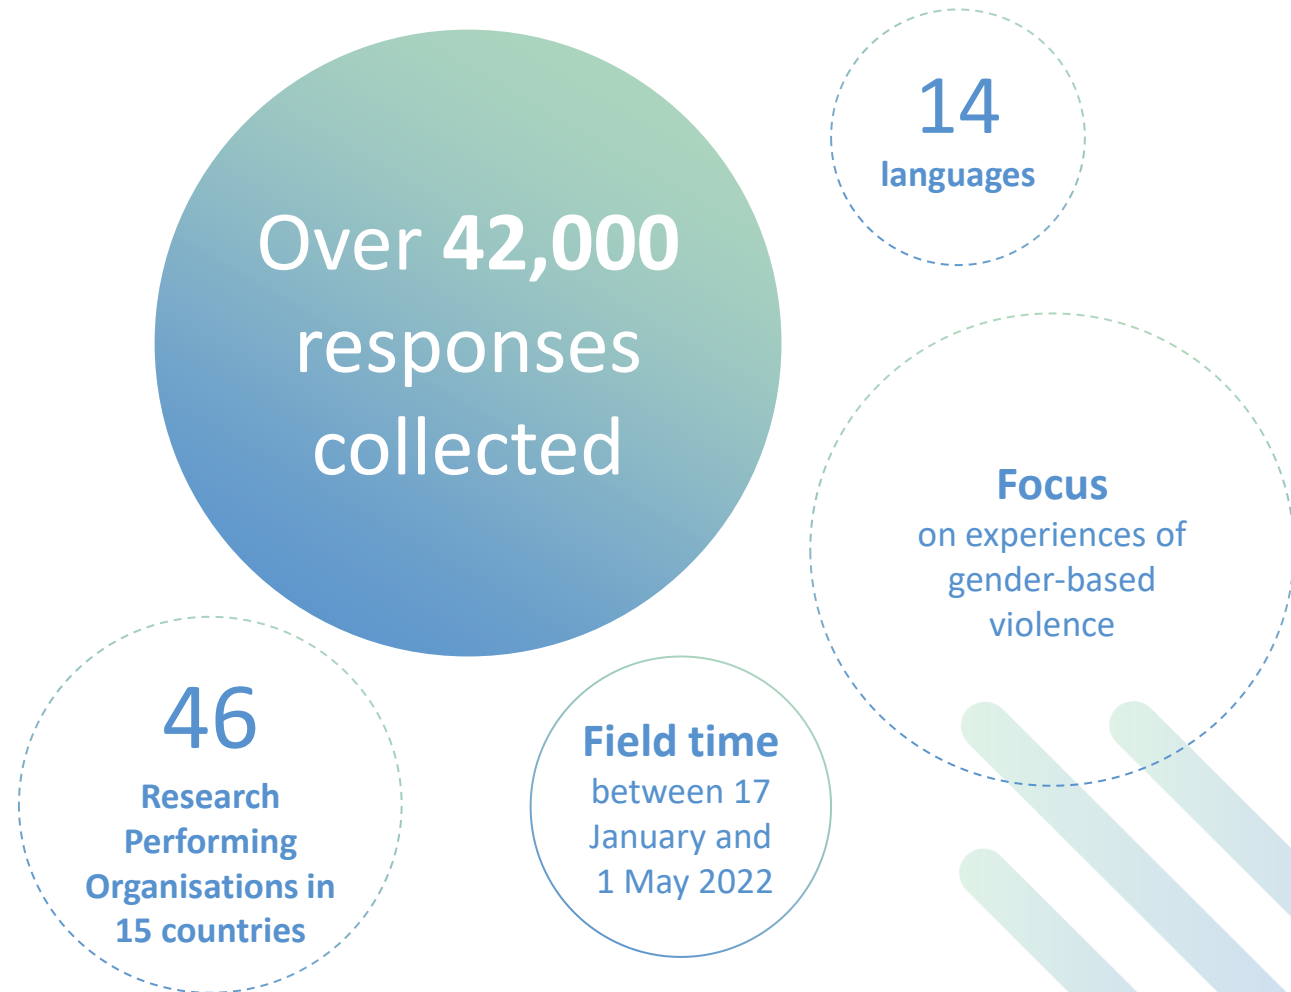 Over 42,000
responses
collected
14
languages
Focus
on experiences of
gender-based
violence
46
Research
Performing
Organisations in
15 countries
Field time
between 17
January and
1 May 2022